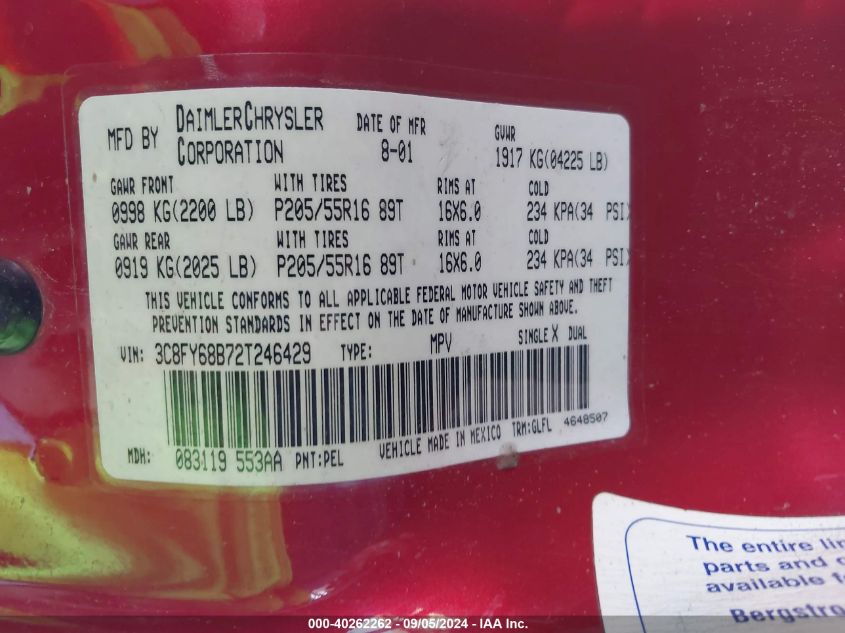 MFD BY DAIMLERCHRYSLER CORPORATION DATE OF MFR 8-01 GVWR 1917 KG(04225 LB)
GAWR FRONT WITH TIRES RIMS AT COLD
0998 KG(2200 LB) P205/55R16 89T 16X6.0 234 KPA(34 PSI)
GAWR REAR WITH TIRES RIMS AT COLD
0919 KG(2025 LB) P205/55R16 89T 16X6.0 234 KPA(34 PSI)
THIS VEHICLE CONFORMS TO ALL APPLICABLE FEDERAL MOTOR VEHICLE SAFETY AND THEFT
PREVENTION STANDARDS IN EFFECT ON THE DATE OF MANUFACTURE SHOWN ABOVE.
VIN: 3C8FY68B72T246429 TYPE: MPV SINGLE X DUAL
MDH: 083119 553AA PNT:PEL VEHICLE MADE IN MEXICO TRM:GLFL 4648507
The entire
parts and
available
000-40262262 - 09/05/2024 - IAA Inc.